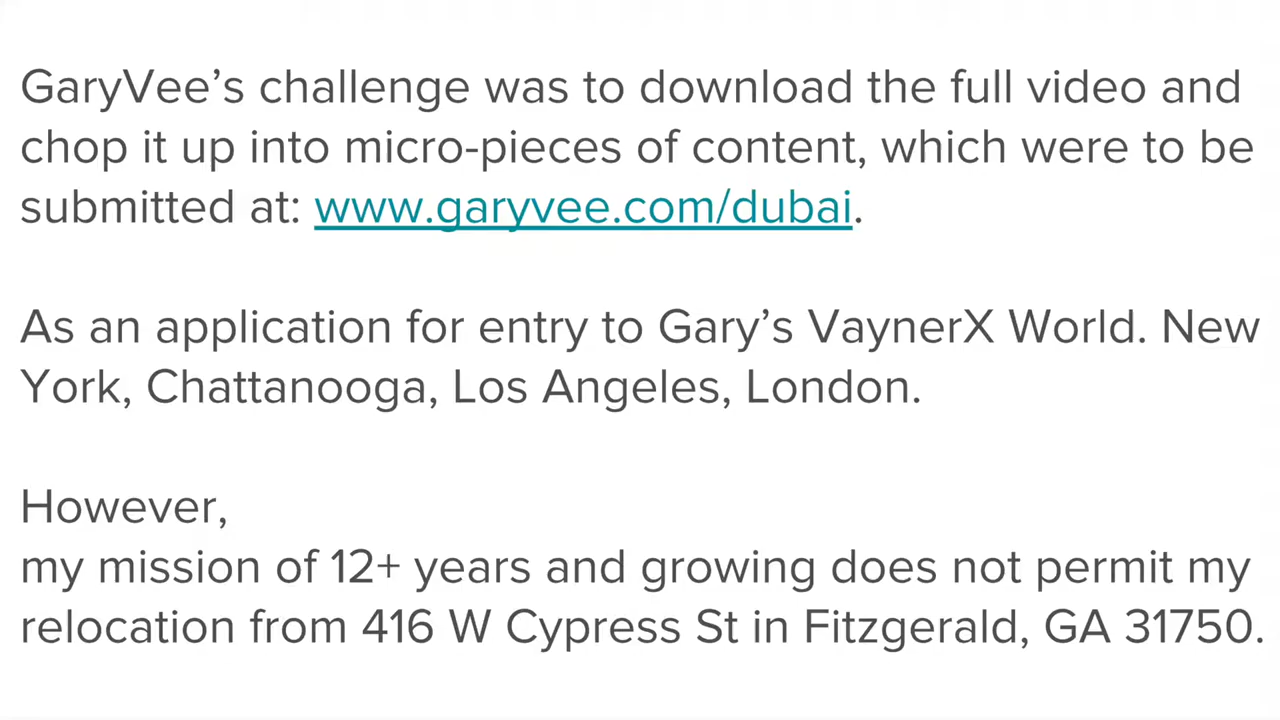 GaryVee’s challenge was to download the full video and
chop it up into micro-pieces of content, which were to be
submitted at: www.garyvee.com/dubai.
As an application for entry to Gary’s VaynerX World. New
York, Chattanooga, Los Angeles, London.
However,
my mission of 12+ years and growing does not permit my
relocation from 416 W Cypress St in Fitzgerald, GA 31750.